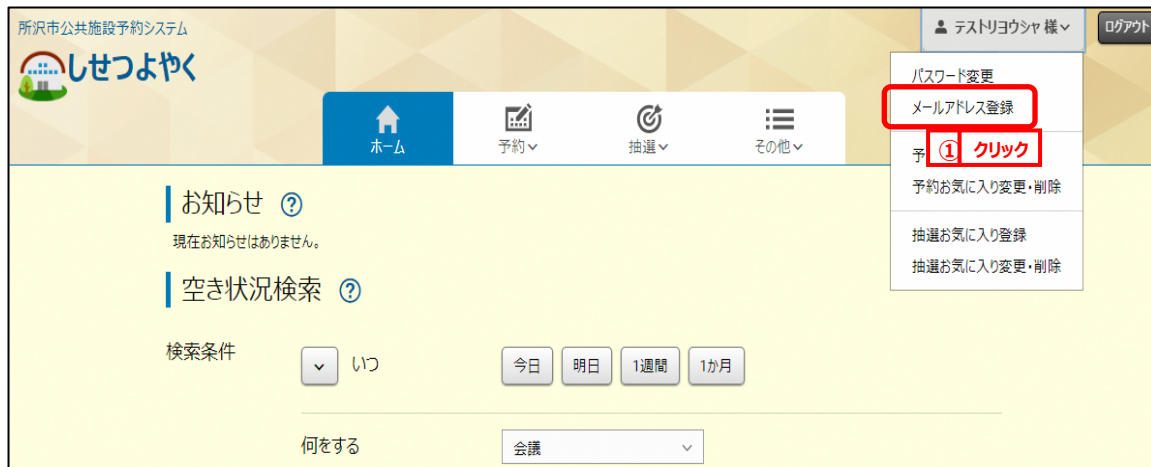 所沢市公共施設予約システム
しせつよやく
テストリヨウシャ 様
ログアウト
パスワード変更
メールアドレス登録
① クリック
予
予約お気に入り変更・削除
抽選お気に入り登録
抽選お気に入り変更・削除
ホーム
予約
抽選
その他
お知らせ ?
現在お知らせはありません。
空き状況検索 ?
検索条件
いつ 今日 明日 1週間 1か月
何をする 会議